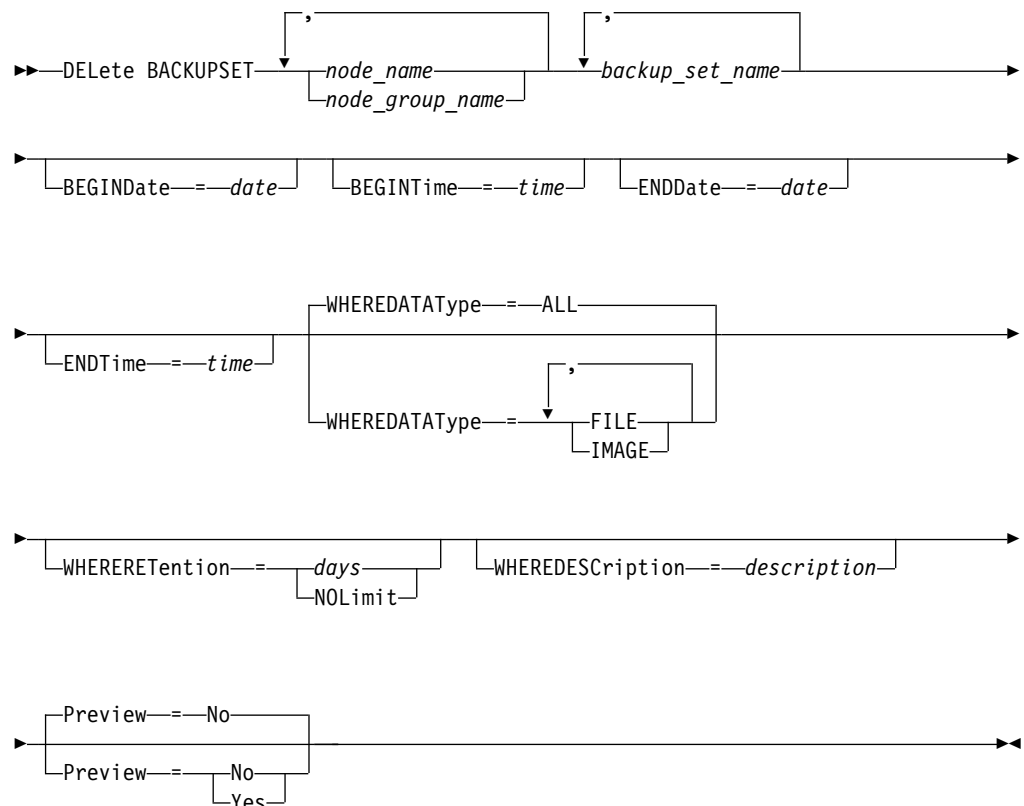 , ,
DELete BACKUPSET node_name backup_set_name
node_group_name
BEGINDate = date BEGINTime = time ENDDate = date
WHEREDATAType = ALL
ENDTime = time
,
WHEREDATAType = FILE
IMAGE
WHERERETention = days WHEREDESCription = description
NOLimit
Preview = No
Preview = No
Yes